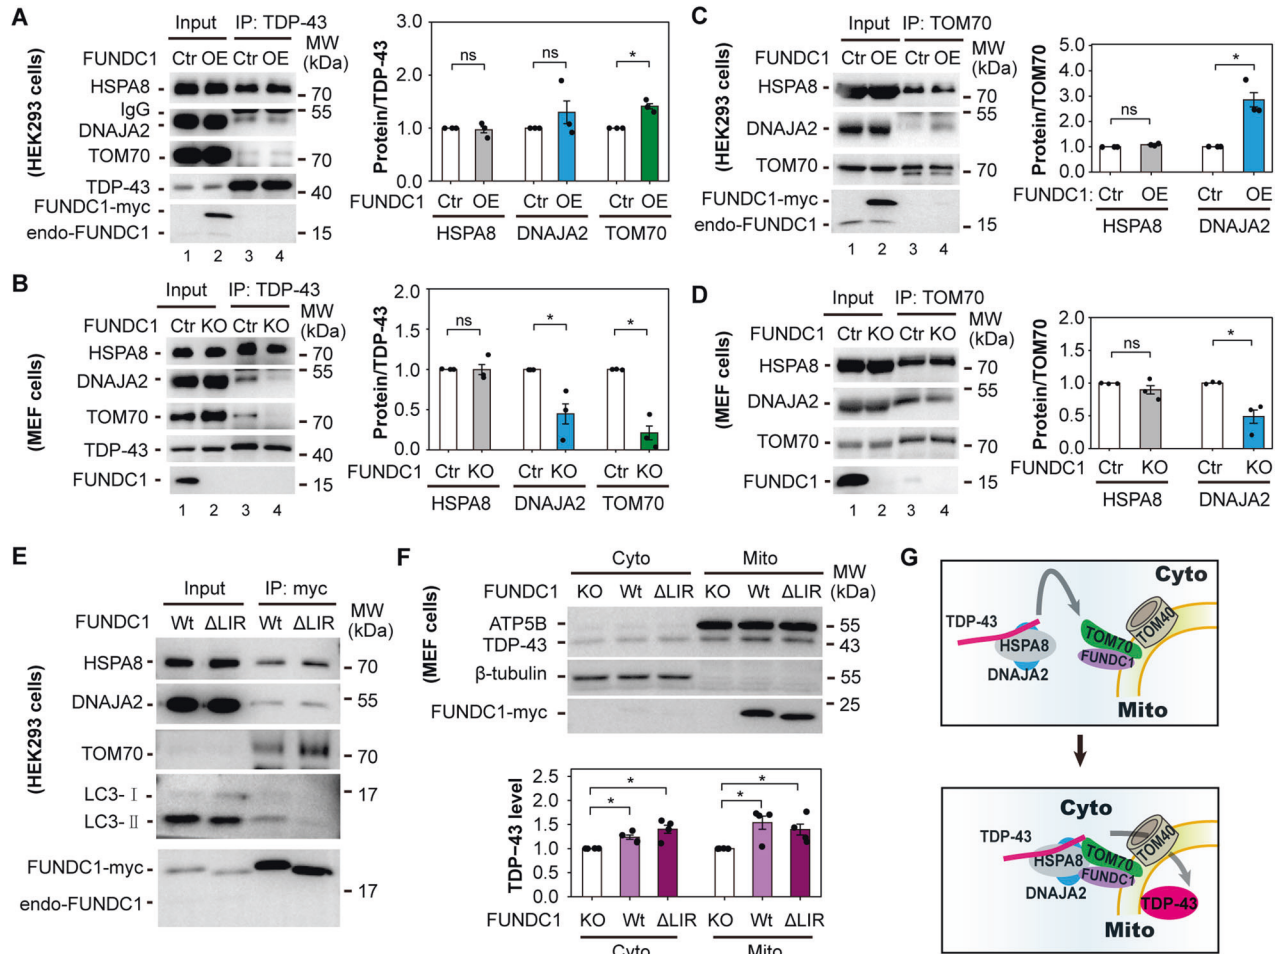 A
(HEK293 cells)
Input IP: TDP-43
MW
(kDa)
FUNDC1 Ctr OE Ctr OE
HSPA8 - - 70
IgG - 55
DNAJA2
TOM70 - - 70
TDP-43 - - 40
FUNDC1-myc -
endo-FUNDC1 - - 15
1 2 3 4
Protein/TDP-43
3.0
2.0
1.0
0.0
ns ns *
FUNDC1 Ctr OE Ctr OE Ctr OE
HSPA8 DNAJA2 TOM70
B
(MEF cells)
Input IP: TDP-43
MW
(kDa)
FUNDC1 Ctr KO Ctr KO
HSPA8 - - 70
- 55
DNAJA2 -
TOM70 - - 70
TDP-43 - - 40
FUNDC1 - - 15
1 2 3 4
Protein/TDP-43
2.0
1.5
1.0
0.5
0.0
ns * *
FUNDC1 Ctr KO Ctr KO Ctr KO
HSPA8 DNAJA2 TOM70
C
(HEK293 cells)
Input IP: TOM70
MW
(kDa)
FUNDC1 Ctr OE Ctr OE
HSPA8 - - 70
- 55
DNAJA2 -
TOM70 - - 70
FUNDC1-myc -
endo-FUNDC1 - - 15
1 2 3 4
Protein/TOM70
5.0
4.0
3.0
2.0
1.0
0.0
ns *
FUNDC1: Ctr OE Ctr OE
HSPA8 DNAJA2
D
(MEF cells)
Input IP: TOM70
MW
(kDa)
FUNDC1 Ctr KO Ctr KO
HSPA8 - - 70
- 55
DNAJA2 -
TOM70 - - 70
FUNDC1 - - 15
1 2 3 4
Protein/TOM70
2.0
1.5
1.0
0.5
0.0
ns *
FUNDC1 Ctr KO Ctr KO
HSPA8 DNAJA2
E
(HEK293 cells)
Input IP: myc
MW
(kDa)
FUNDC1 Wt ΔLIR Wt ΔLIR
HSPA8 - - 70
DNAJA2 - - 55
TOM70 - - 70
LC3-Ⅰ - - 17
LC3-Ⅱ -
FUNDC1-myc -
- 17
endo-FUNDC1 -
F
(MEF cells)
Cyto Mito
MW
(kDa)
FUNDC1 KO Wt ΔLIR KO Wt ΔLIR
ATP5B - - 55
TDP-43 - - 43
β-tubulin - - 55
- 25
FUNDC1-myc -
TDP-43 level
2.5
2.0
1.5
1.0
0.5
0.0
* * * *
FUNDC1 KO Wt ΔLIR KO Wt ΔLIR
Cyto Mito
G
Cyto
TDP-43
HSPA8
DNAJA2
TOM70
FUNDC1
TOM40
Mito
Cyto
TDP-43
HSPA8
DNAJA2
TOM70
FUNDC1
TOM40
TDP-43
Mito